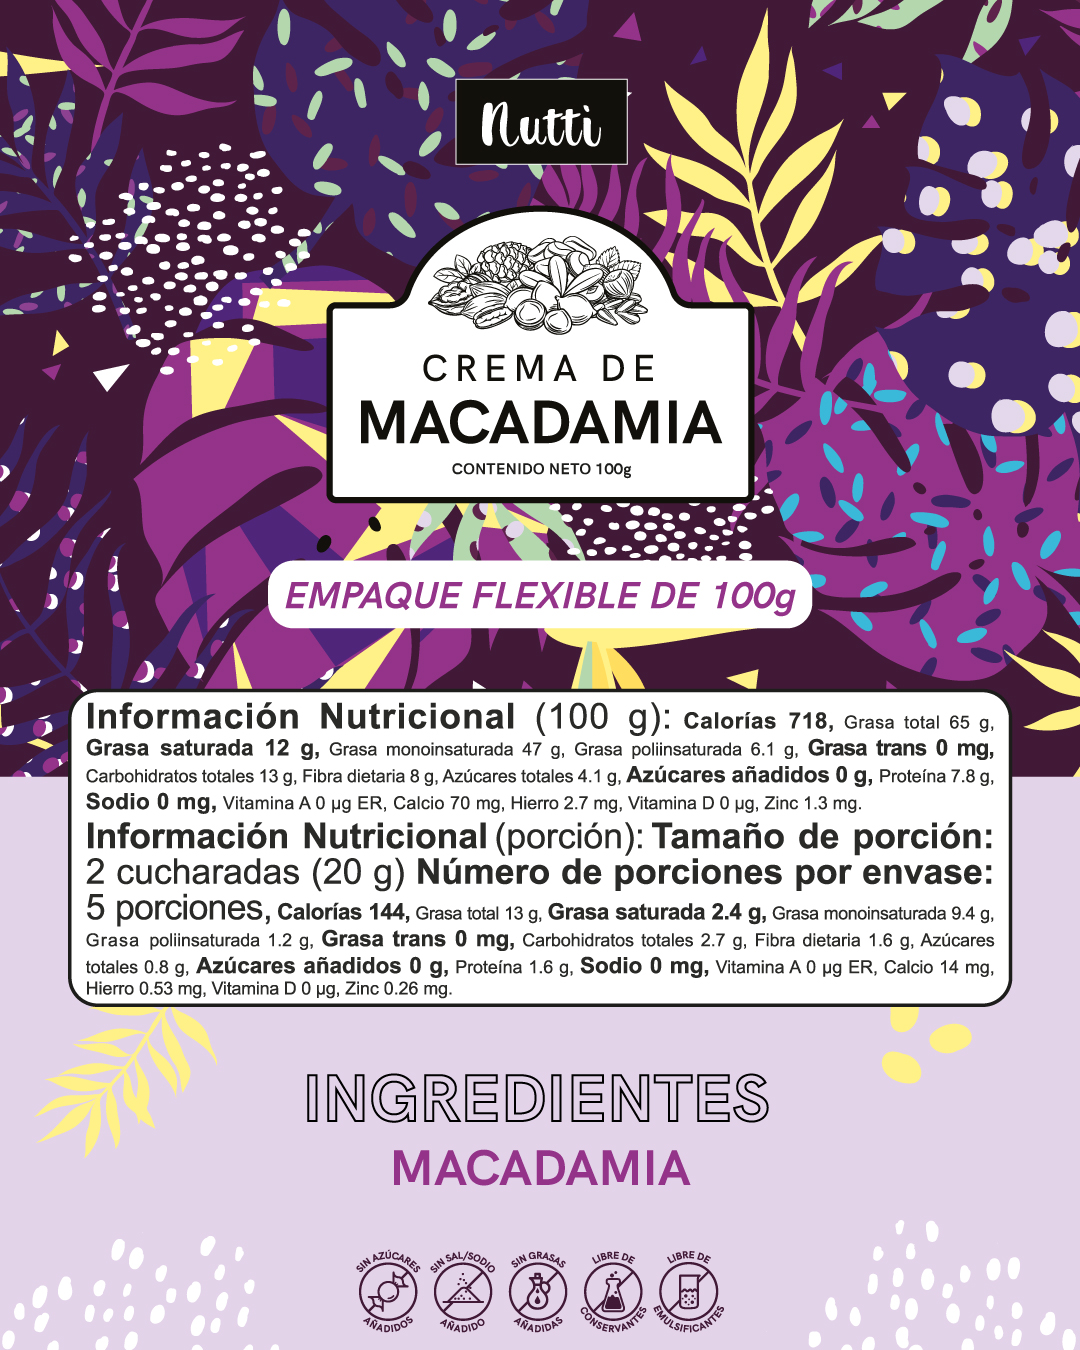 Nutti
CREMA DE
MACADAMIA
CONTENIDO NETO 100g
EMPAQUE FLEXIBLE DE 100g
Información Nutricional (100 g): Calorías 718, Grasa total 65 g,
Grasa saturada 12 g, Grasa monoinsaturada 47 g, Grasa poliinsaturada 6.1 g, Grasa trans 0 mg,
Carbohidratos totales 13 g, Fibra dietaria 8 g, Azúcares totales 4.1 g, Azúcares añadidos 0 g, Proteína 7.8 g,
Sodio 0 mg, Vitamina A 0 µg ER, Calcio 70 mg, Hierro 2.7 mg, Vitamina D 0 µg, Zinc 1.3 mg.
Información Nutricional (porción): Tamaño de porción:
2 cucharadas (20 g) Número de porciones por envase:
5 porciones, Calorías 144, Grasa total 13 g, Grasa saturada 2.4 g, Grasa monoinsaturada 9.4 g,
Grasa poliinsaturada 1.2 g, Grasa trans 0 mg, Carbohidratos totales 2.7 g, Fibra dietaria 1.6 g, Azúcares
totales 0.8 g, Azúcares añadidos 0 g, Proteína 1.6 g, Sodio 0 mg, Vitamina A 0 µg ER, Calcio 14 mg,
Hierro 0.53 mg, Vitamina D 0 µg, Zinc 0.26 mg.
INGREDIENTES
MACADAMIA
SIN AZÚCARES
AÑADIDOS
SIN SAL/SODIO
AÑADIDO
SIN GRASAS
AÑADIDAS
LIBRE DE
CONSERVANTES
LIBRE DE
EMULSIFICANTES